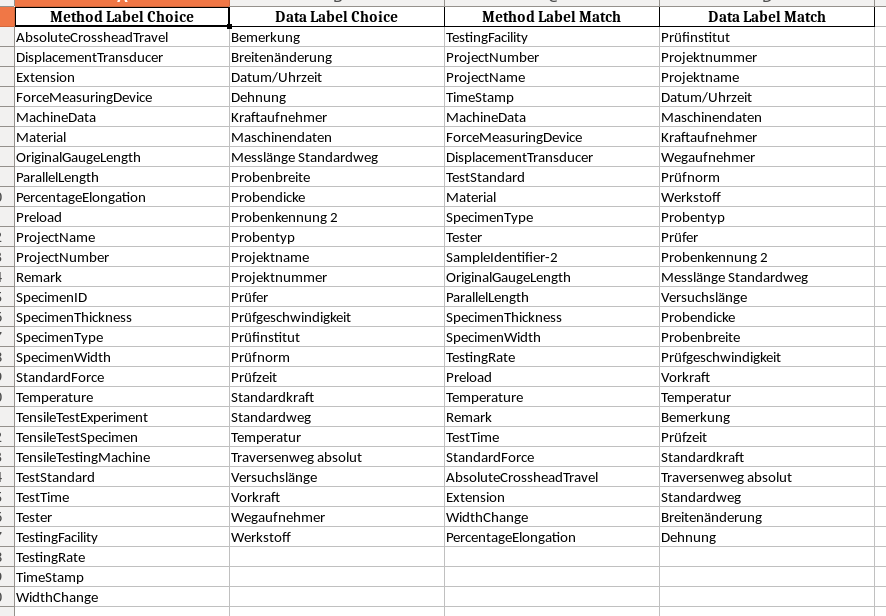 Method Label Choice Data Label Choice Method Label Match Data Label Match
AbsoluteCrossheadTravel Bemerkung TestingFacility Prüfinstitut
DisplacementTransducer Breitenänderung ProjectNumber Projektnummer
Extension Datum/Uhrzeit ProjectName Projektname
ForceMeasuringDevice Dehnung TimeStamp Datum/Uhrzeit
MachineData Kraftaufnehmer MachineData Maschinendaten
Material Maschinendaten ForceMeasuringDevice Kraftaufnehmer
OriginalGaugeLength Messlänge Standardweg DisplacementTransducer Wegaufnehmer
ParallelLength Probenbreite TestStandard Prüfnorm
PercentageElongation Probendicke Material Werkstoff
Preload Probenkennung 2 SpecimenType Probentyp
ProjectName Probentyp Tester Prüfer
ProjectNumber Projektname SampleIdentifier-2 Probenkennung 2
Remark Projektnummer OriginalGaugeLength Messlänge Standardweg
SpecimenID Prüfer ParallelLength Versuchslänge
SpecimenThickness Prüfgeschwindigkeit SpecimenThickness Probendicke
SpecimenType Prüfinstitut SpecimenWidth Probenbreite
SpecimenWidth Prüfnorm TestingRate Prüfgeschwindigkeit
StandardForce Prüfzeit Preload Vorkraft
Temperature Standardkraft Temperature Temperatur
TensileTestExperiment Standardweg Remark Bemerkung
TensileTestSpecimen Temperatur TestTime Prüfzeit
TensileTestingMachine Traversenweg absolut StandardForce Standardkraft
TestStandard Versuchslänge AbsoluteCrossheadTravel Traversenweg absolut
TestTime Vorkraft Extension Standardweg
Tester Wegaufnehmer WidthChange Breitenänderung
TestingFacility Werkstoff PercentageElongation Dehnung
TestingRate
TimeStamp
WidthChange